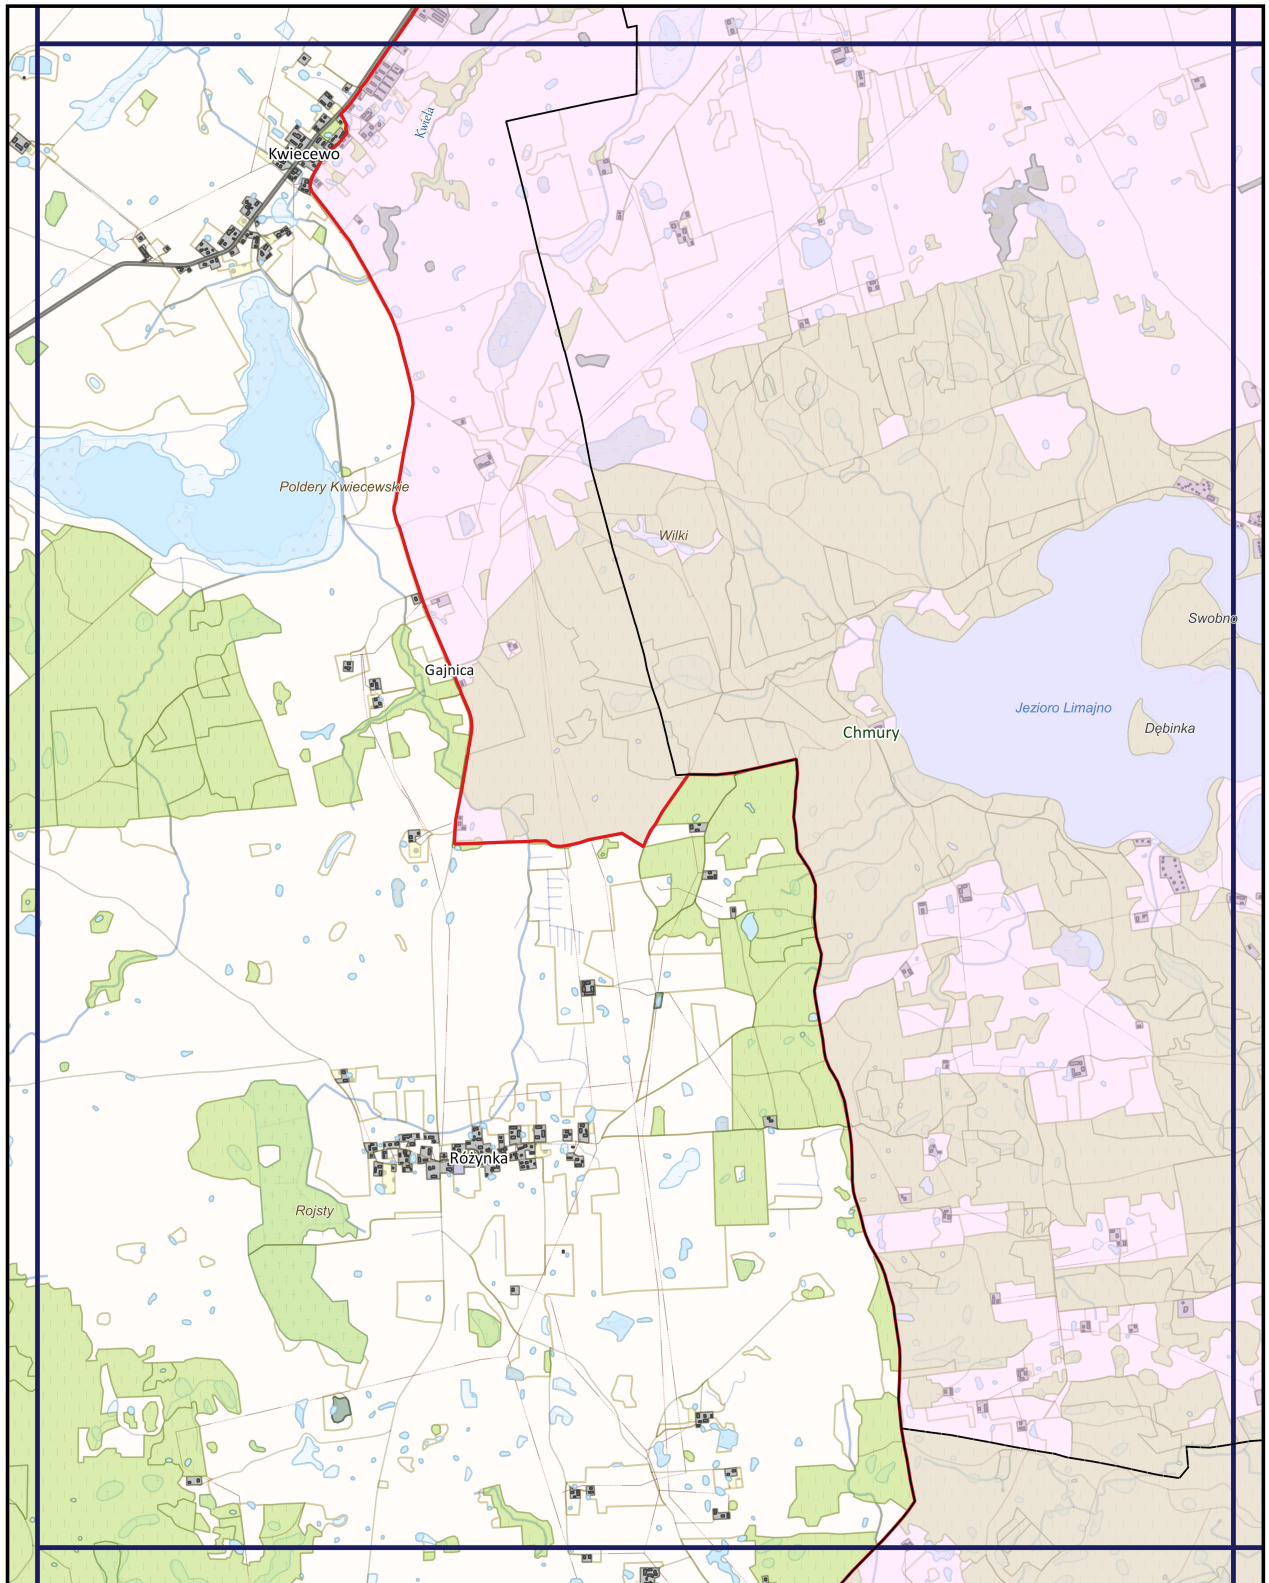 Kwiela
Kwiecewo
Poldery Kwiecewskie
Wilki
Swobno
Gajnica
Jezioro Limajno
Dębinka
Chmury
Różynka
Rojsty